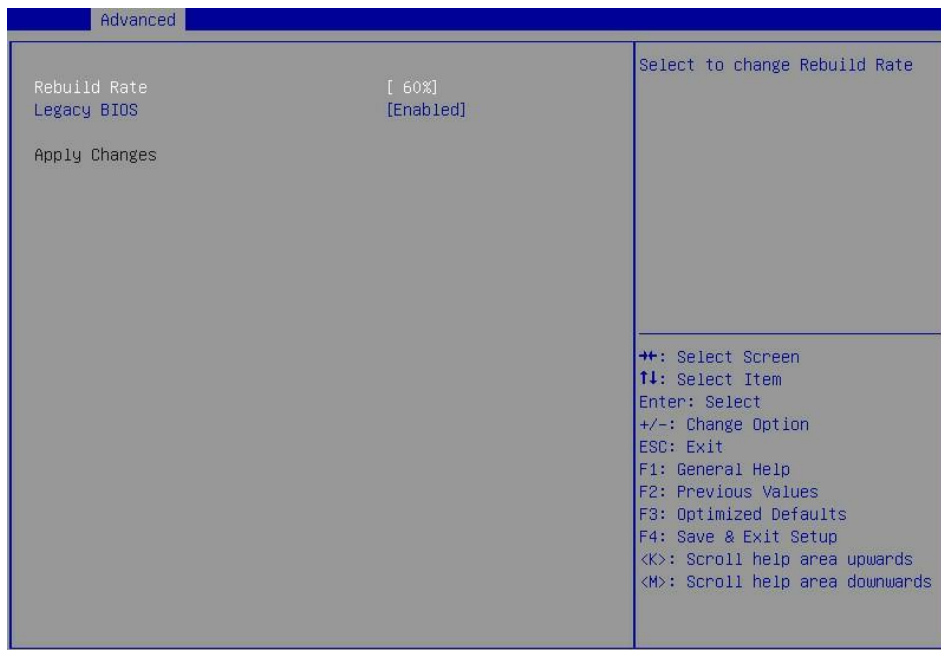 Advanced
Rebuild Rate [ 60%]
Legacy BIOS [Enabled]
Apply Changes
Select to change Rebuild Rate
→←: Select Screen
↑↓: Select Item
Enter: Select
+/-: Change Option
ESC: Exit
F1: General Help
F2: Previous Values
F3: Optimized Defaults
F4: Save & Exit Setup
<K>: Scroll help area upwards
<M>: Scroll help area downwards